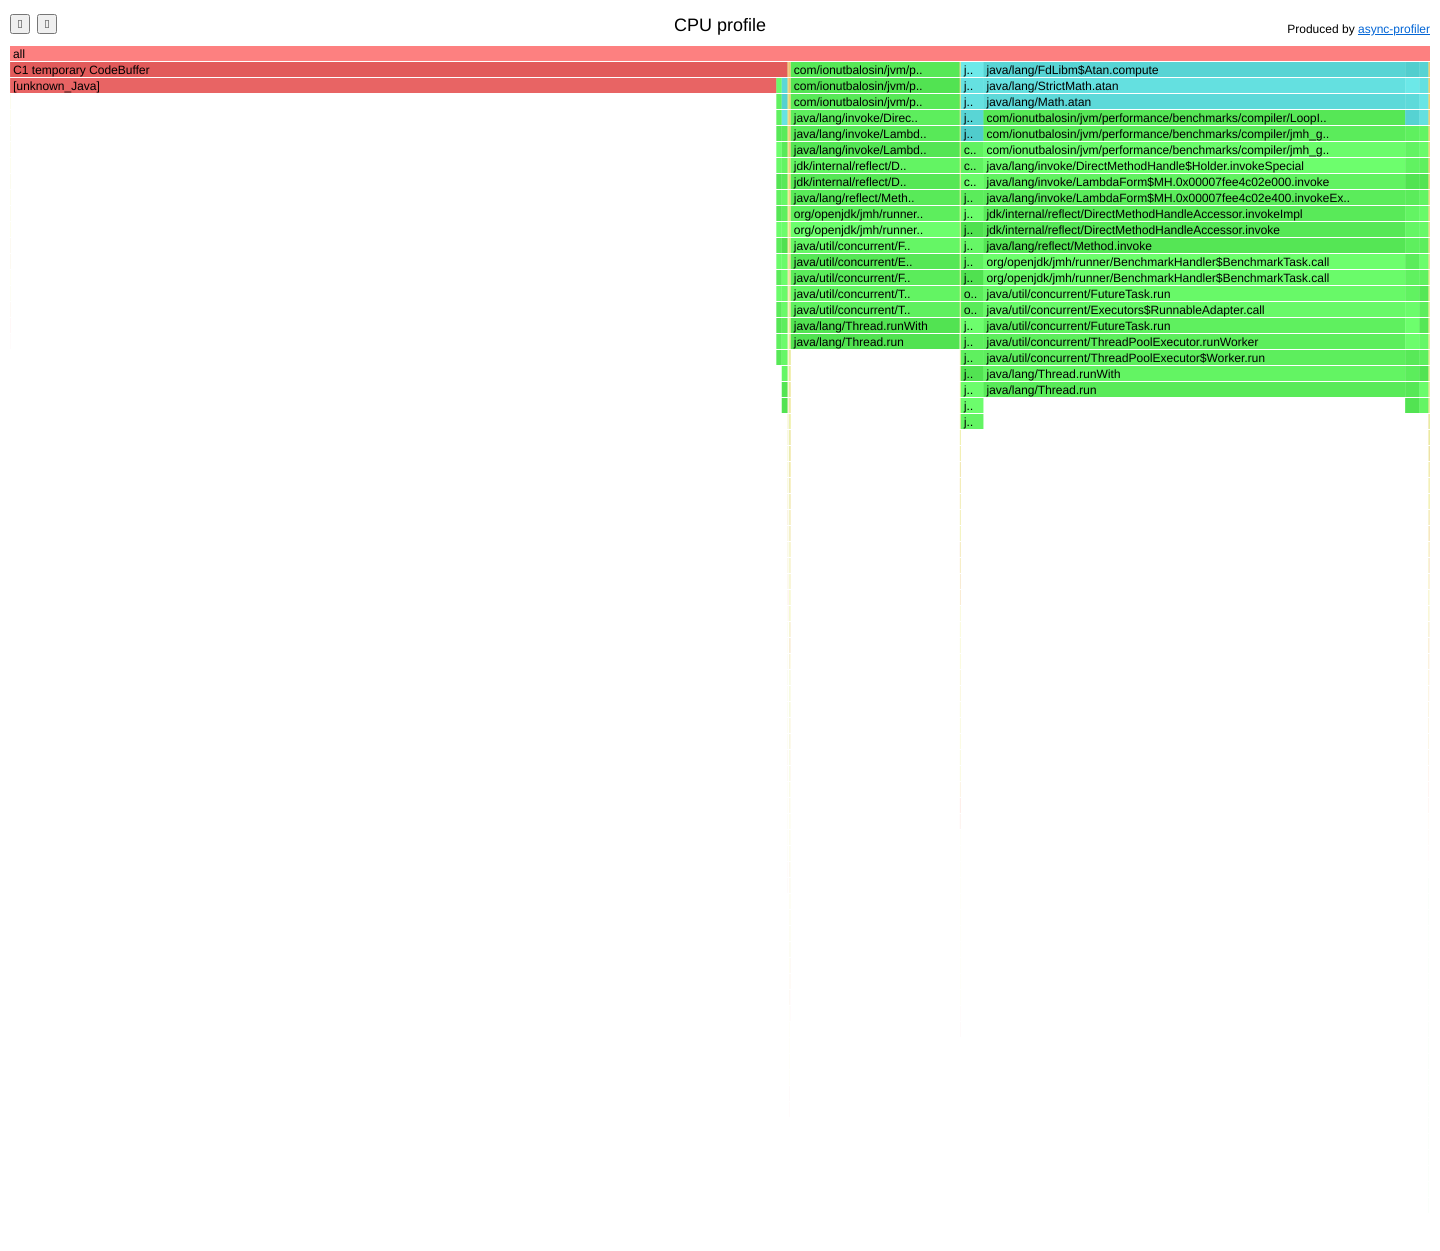 CPU profile
Produced by async-profiler
all
C1 temporary CodeBuffer
com/ionutbalosin/jvm/p..
j..
java/lang/FdLibm$Atan.compute
[unknown_Java]
com/ionutbalosin/jvm/p..
j..
java/lang/StrictMath.atan
com/ionutbalosin/jvm/p..
j..
java/lang/Math.atan
java/lang/invoke/Direc..
j..
com/ionutbalosin/jvm/performance/benchmarks/compiler/LoopI..
java/lang/invoke/Lambd..
j..
com/ionutbalosin/jvm/performance/benchmarks/compiler/jmh_g..
java/lang/invoke/Lambd..
c..
com/ionutbalosin/jvm/performance/benchmarks/compiler/jmh_g..
jdk/internal/reflect/D..
c..
java/lang/invoke/DirectMethodHandle$Holder.invokeSpecial
jdk/internal/reflect/D..
c..
java/lang/invoke/LambdaForm$MH.0x00007fee4c02e000.invoke
java/lang/reflect/Meth..
j..
java/lang/invoke/LambdaForm$MH.0x00007fee4c02e400.invokeEx..
org/openjdk/jmh/runner..
j..
jdk/internal/reflect/DirectMethodHandleAccessor.invokeImpl
org/openjdk/jmh/runner..
j..
jdk/internal/reflect/DirectMethodHandleAccessor.invoke
java/util/concurrent/F..
j..
java/lang/reflect/Method.invoke
java/util/concurrent/E..
j..
org/openjdk/jmh/runner/BenchmarkHandler$BenchmarkTask.call
java/util/concurrent/F..
j..
org/openjdk/jmh/runner/BenchmarkHandler$BenchmarkTask.call
java/util/concurrent/T..
o..
java/util/concurrent/FutureTask.run
java/util/concurrent/T..
o..
java/util/concurrent/Executors$RunnableAdapter.call
java/lang/Thread.runWith
j..
java/util/concurrent/FutureTask.run
java/lang/Thread.run
j..
java/util/concurrent/ThreadPoolExecutor.runWorker
j..
java/util/concurrent/ThreadPoolExecutor$Worker.run
j..
java/lang/Thread.runWith
j..
java/lang/Thread.run
j..
j..